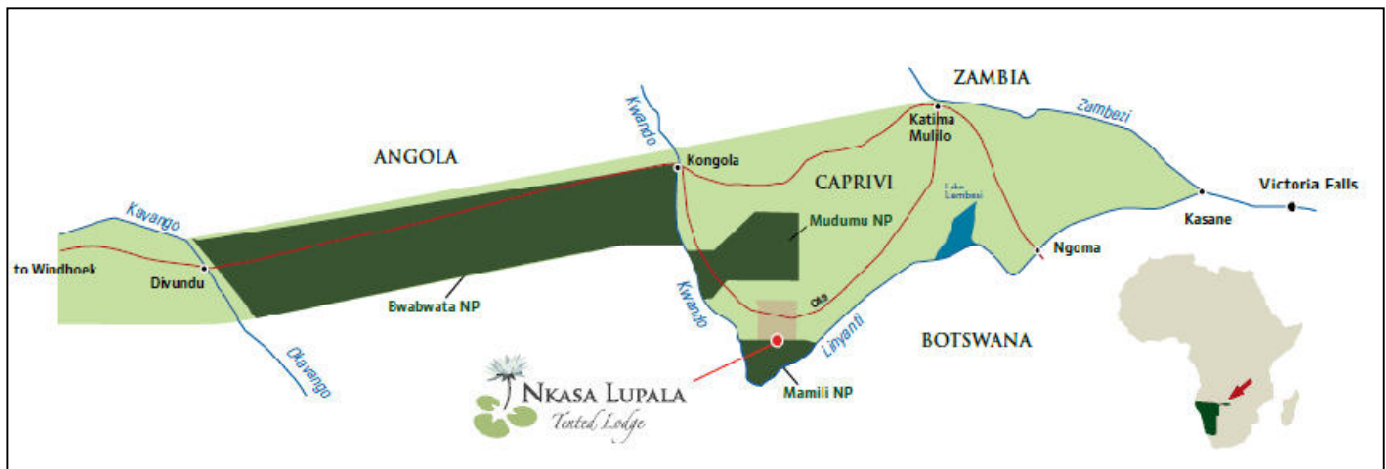 ZAMBIA
Zambezi
Kwando
Katima
Mulilo
ANGOLA
Kongola
CAPRIVI
Victoria Falls
Kasane
Kavango
Mudumu NP
Ngoma
to Windhoek
Divundu
Bwabwata NP
Kwando
Linyanti
BOTSWANA
Okavango
NKASA LUPALA
Tinted Lodge
Mamili NP